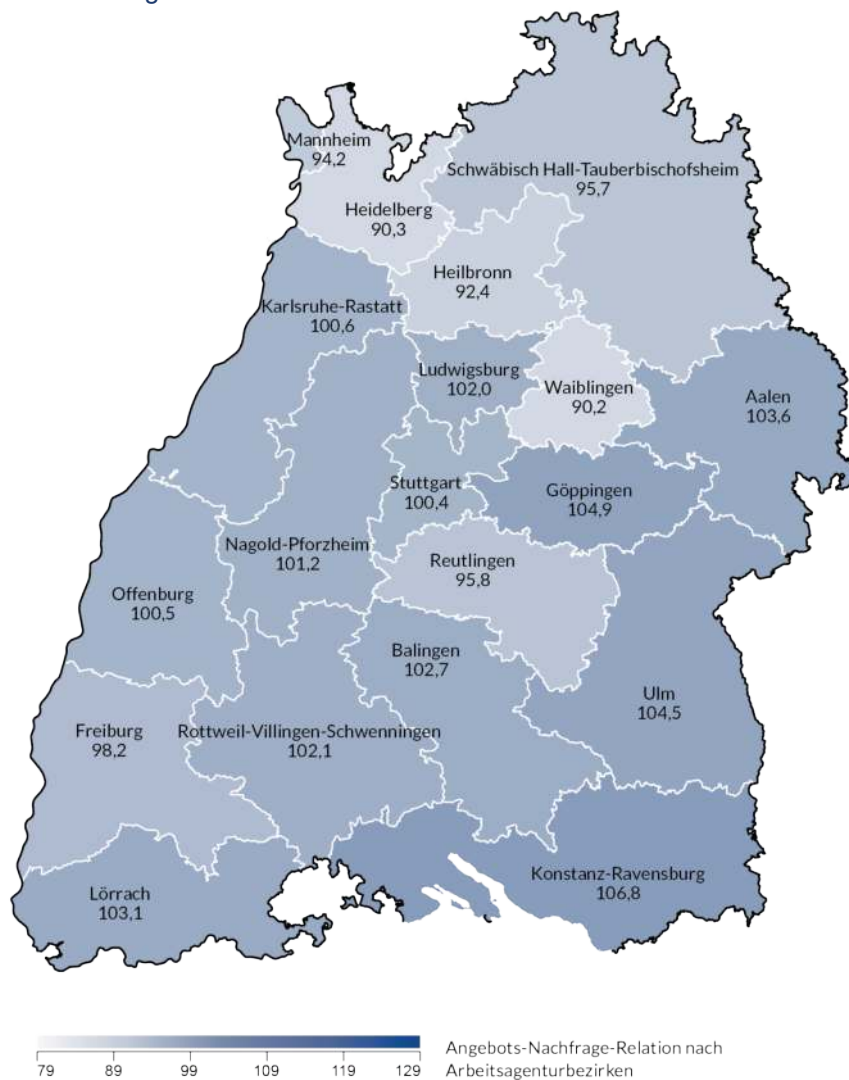 Mannheim
94,2
Schwäbisch Hall-Tauberbischofsheim
95,7
Heidelberg
90,3
Heilbronn
92,4
Karlsruhe-Rastatt
100,6
Ludwigsburg
102,0
Waiblingen
90,2
Aalen
103,6
Stuttgart
100,4
Göppingen
104,9
Nagold-Pforzheim
101,2
Reutlingen
95,8
Offenburg
100,5
Balingen
102,7
Ulm
104,5
Freiburg
98,2
Rottweil-Villingen-Schwenningen
102,1
Konstanz-Ravensburg
106,8
Lörrach
103,1
79 89 99 109 119 129
Angebots-Nachfrage-Relation nach
Arbeitsagenturbezirken